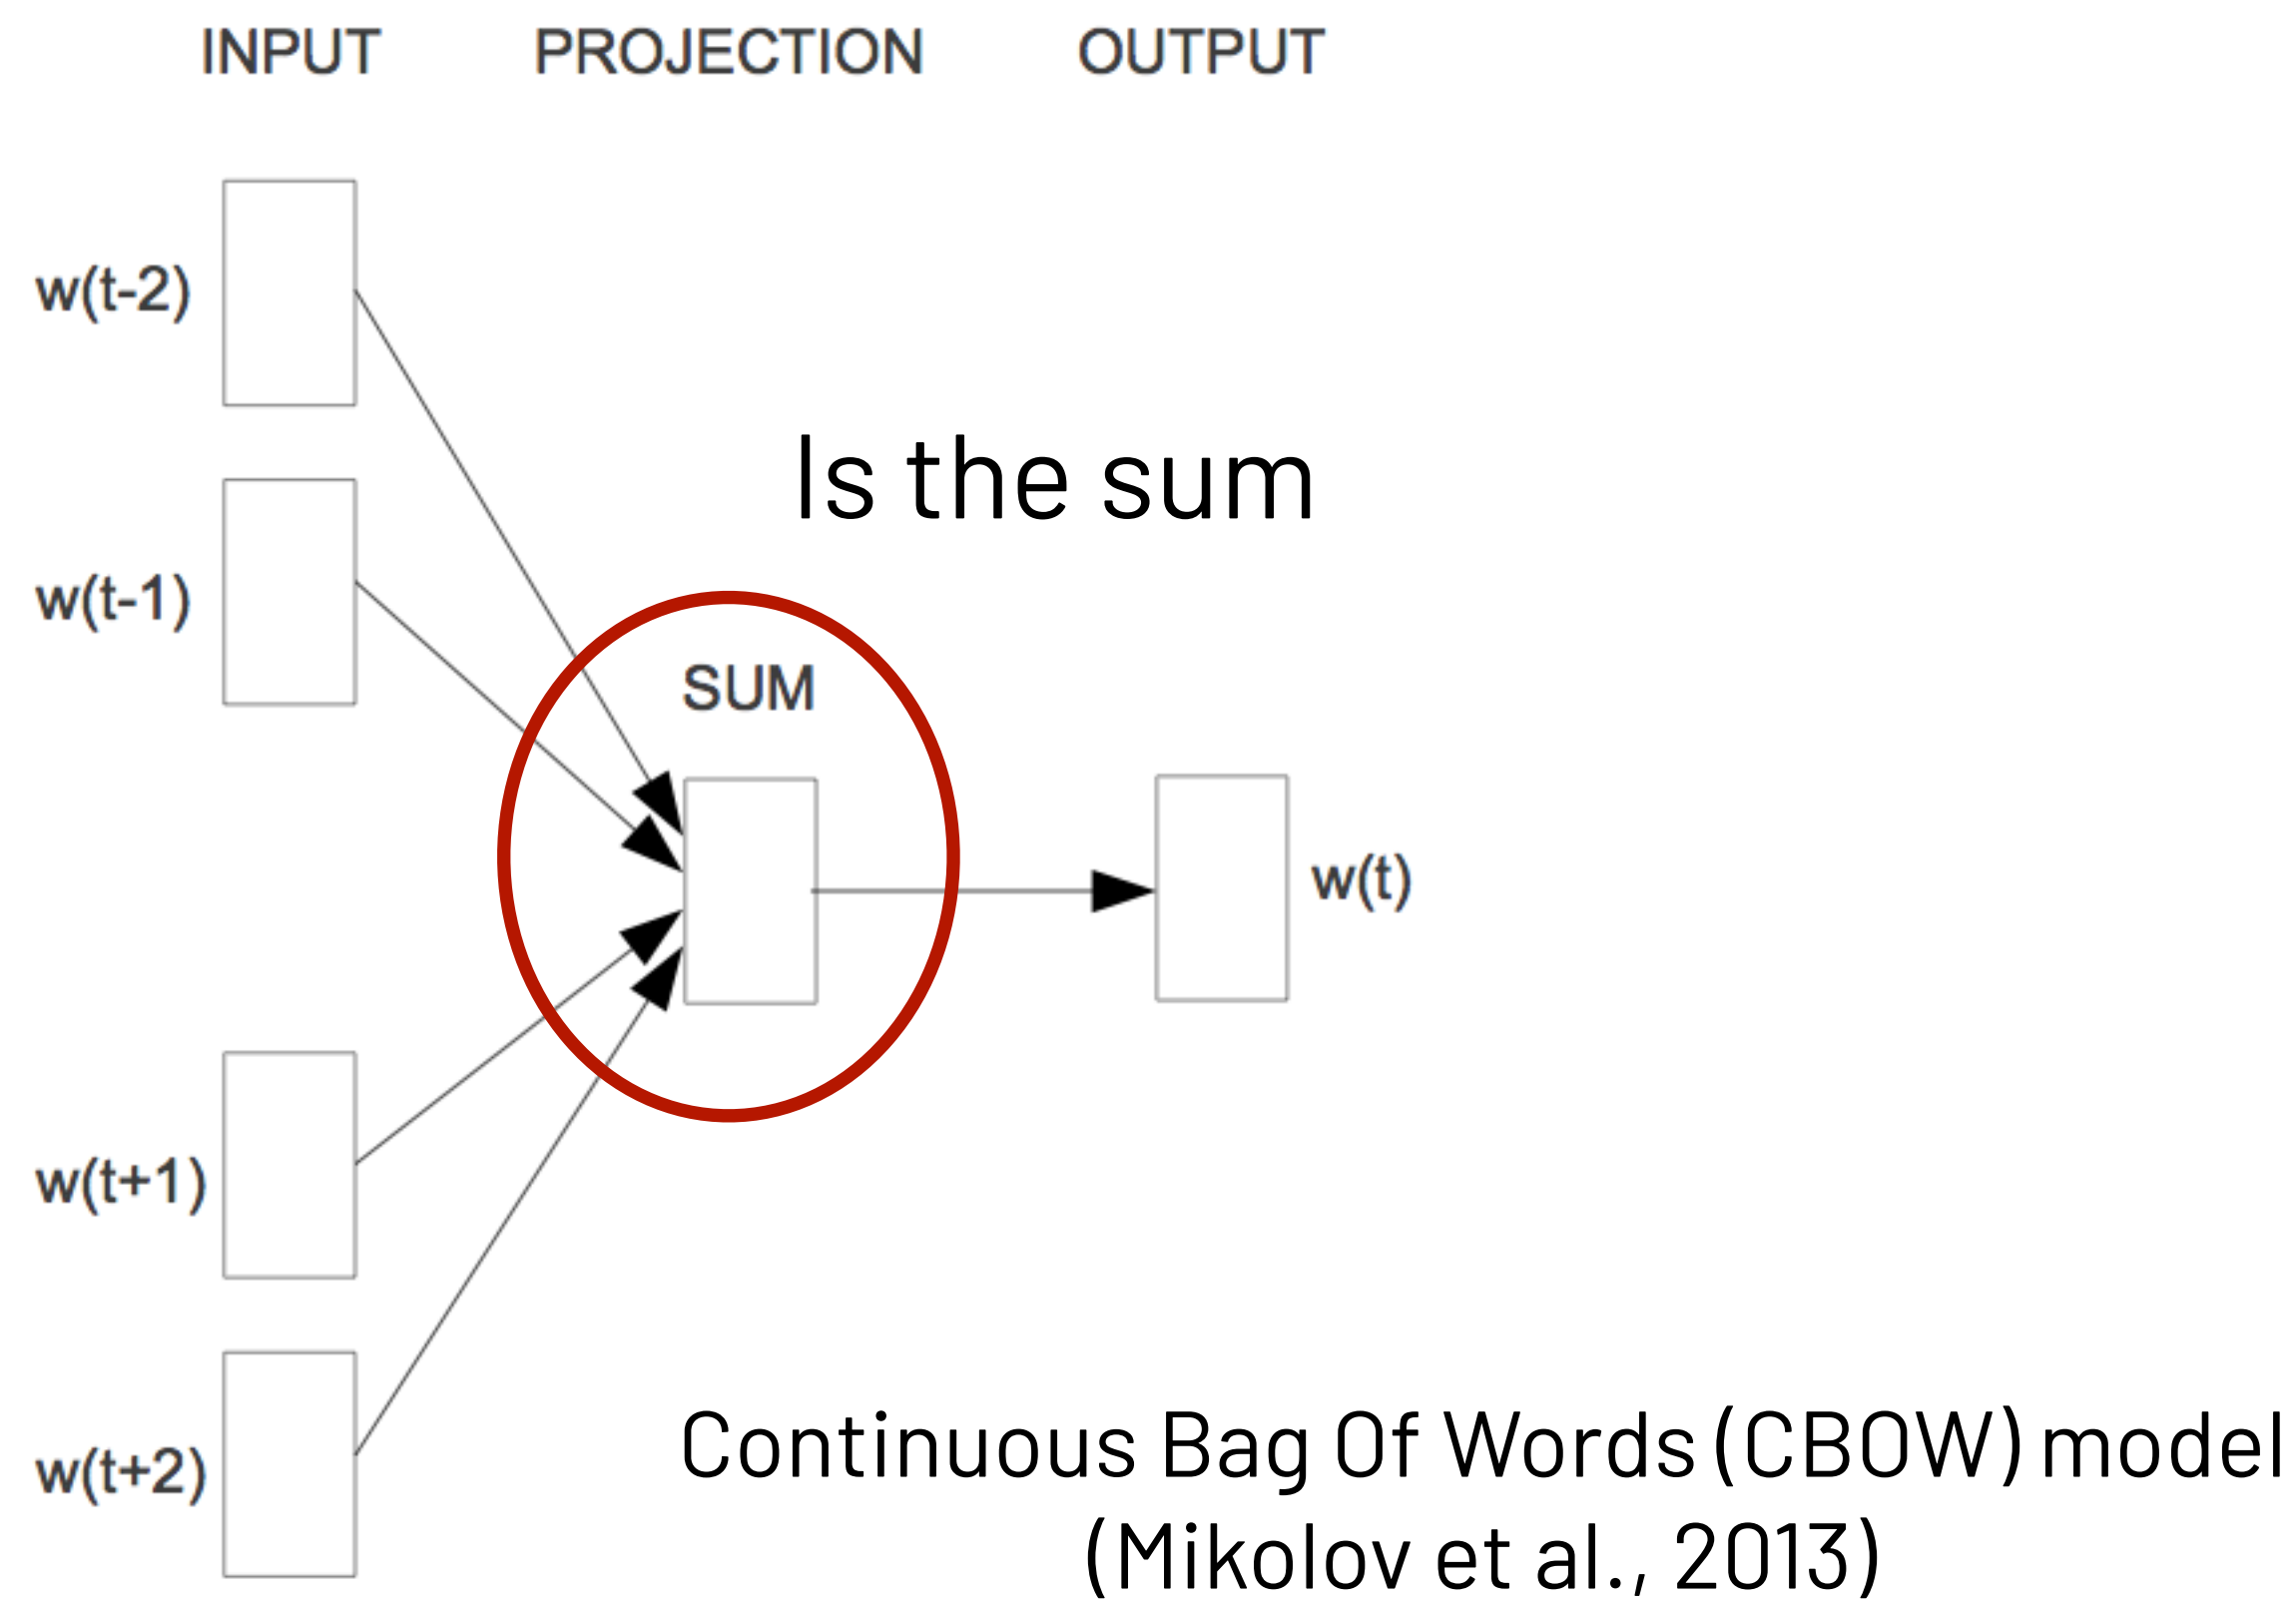 INPUT PROJECTION OUTPUT
w(t-2)
Is the sum
w(t-1)
SUM
w(t)
w(t+1)
w(t+2)
Continuous Bag Of Words (CBOW) model
(Mikolov et al., 2013)